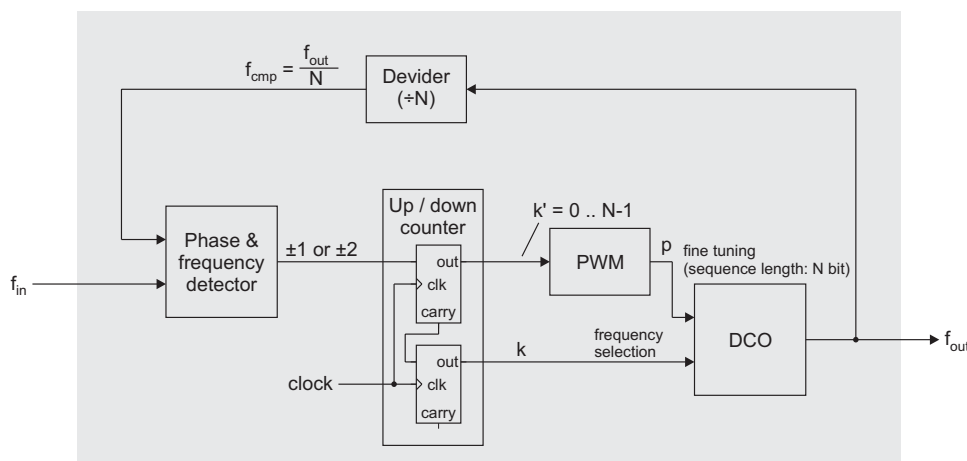 f_cmp = f_out / N
Devider
(÷N)
Up / down
counter
k' = 0 .. N-1
Phase &
frequency
detector
±1 or ±2
out
clk
carry
PWM
p
fine tuning
(sequence length: N bit)
f_in
DCO
f_out
frequency
selection
k
out
clk
carry
clock